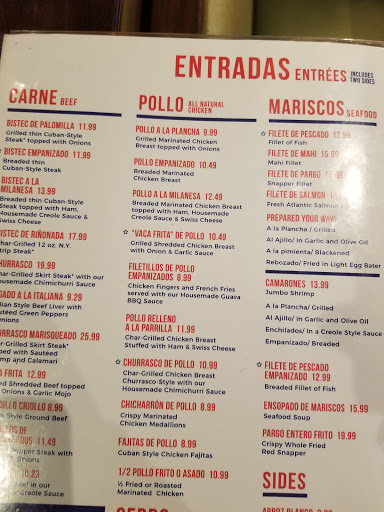 ENTRADAS ENTRÉES INCLUDES TWO SIDES
CARNE BEEF
BISTEC DE PALOMILLA 11.99
Grilled thin Cuban-Style
Steak* topped with Onions
BISTEC EMPANIZADO 11.99
Breaded thin
Cuban-Style Steak
BISTEC A LA
MILANESA 13.99
Breaded thin Cuban-Style
Steak topped with Ham,
Housemade Creole Sauce &
Swiss Cheese
BISTEC DE RIÑONADA 17.99
Char-Grilled 12 oz. N.Y.
Strip Steak*
CHURRASCO 19.99
Char-Grilled Skirt Steak* with our
Housemade Chimichurri Sauce
A LA ITALIANA 9.29
Style Beef Liver with
Sautéed Green Peppers
Onions
CHURRASCO MARISQUEADO 25.99
Char-Grilled Skirt Steak*
topped with Sautéed
and Calamari
FRITA 12.99
Shredded Beef topped
Onions & Garlic Mojo
CRIOLLO 8.99
Style Ground Beef
11.49
Steak with
10.23
in our
Creole Sauce
POLLO ALL NATURAL CHICKEN
POLLO A LA PLANCHA 9.99
Grilled Marinated Chicken
Breast topped with Onions
POLLO EMPANIZADO 10.49
Breaded Marinated
Chicken Breast
POLLO A LA MILANESA 12.49
Breaded Marinated Chicken Breast
topped with Ham, Housemade
Creole Sauce & Swiss Cheese
☆ "VACA FRITA" DE POLLO 10.49
Grilled Shredded Chicken Breast
with Onions
FILETILLOS DE POLLO
EMPANIZADOS 8.99
Chicken Fingers and French Fries
served with our Housemade Guava
BBQ Sauce
POLLO RELLENO
A LA PARRILLA 11.99
Char-Grilled Chicken Breast
Stuffed with Ham & Swiss Cheese
☆ CHURRASCO DE POLLO 10.99
Char-Grilled Chicken Breast
Churrasco-Style with our
Housemade Chimichurri Sauce
CHICHARRÓN DE POLLO 8.99
Crispy Marinated
Chicken Medallions
FAJITAS DE POLLO 8.99
Cuban Style Chicken Fajitas
1/2 POLLO FRITO O ASADO 10.99
½ Fried or Roasted
Marinated Chicken
CERDO
MARISCOS SEAFOOD
☆ FILETE DE PESCADO 12.99
Fillet of Fish
FILETE DE MAHI 15.99
Mahi Fillet
FILETE DE PARGO
Snapper Fillet
FILETE DE SALMON
Fresh Atlantic Salmon
PREPARED YOUR WAY:
A la Plancha / Grilled
Al Ajillo/ in Garlic and Olive Oil
A la pimienta/ Blackened
Rebozado/ Fried in Light Egg Batter
CAMARONES 13.99
Jumbo Shrimp
A la Plancha/ Grilled
Al Ajillo/ in Garlic and Olive Oil
Enchilados/ In a Creole Style Sauce
Empanizado/ Breaded
☆ FILETE DE PESCADO
EMPANIZADO 12.99
Breaded Fillet of Fish
ENSOPADO DE MARISCOS 15.99
Seafood Soup
PARGO ENTERO FRITO 19.99
Crispy Whole Fried
Red Snapper
SIDES
ARROZ BLANCO